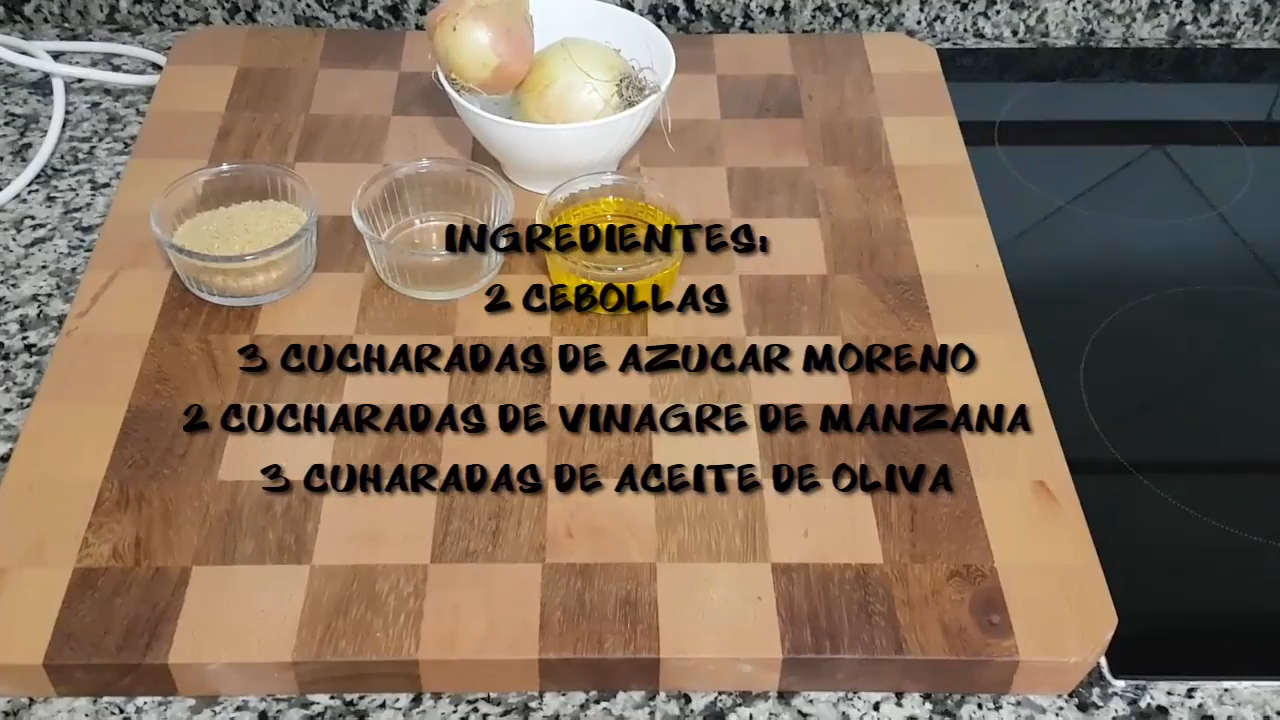 INGREDIENTES:
2 CEBOLLAS
3 CUCHARADAS DE AZUCAR MORENO
2 CUCHARADAS DE VINAGRE DE MANZANA
3 CUHARADAS DE ACEITE DE OLIVA